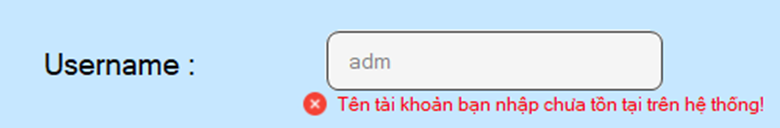 Username : adm
Tên tài khoản bạn nhập chưa tồn tại trên hệ thống!